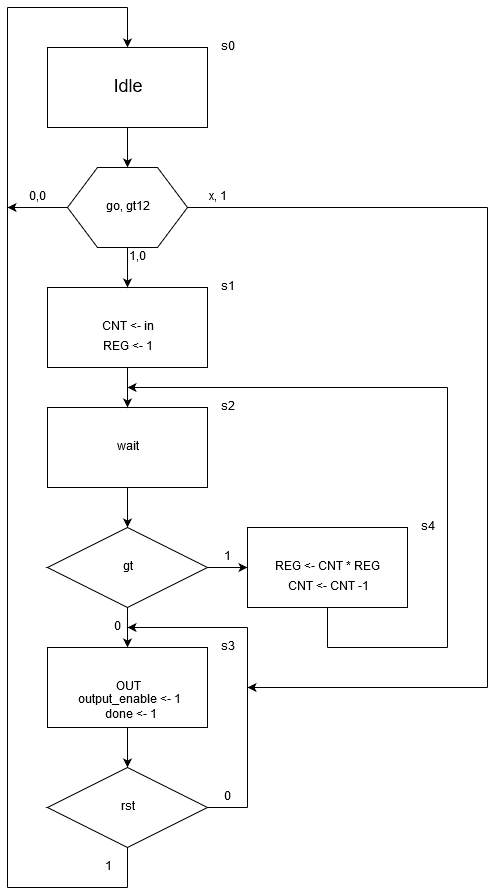 s0
Idle
0,0
go, gt12
x, 1
1,0
s1
CNT <- in
REG <- 1
s2
wait
gt
1
s4
REG <- CNT * REG
CNT <- CNT -1
0
s3
OUT
output_enable <- 1
done <- 1
rst
0
1